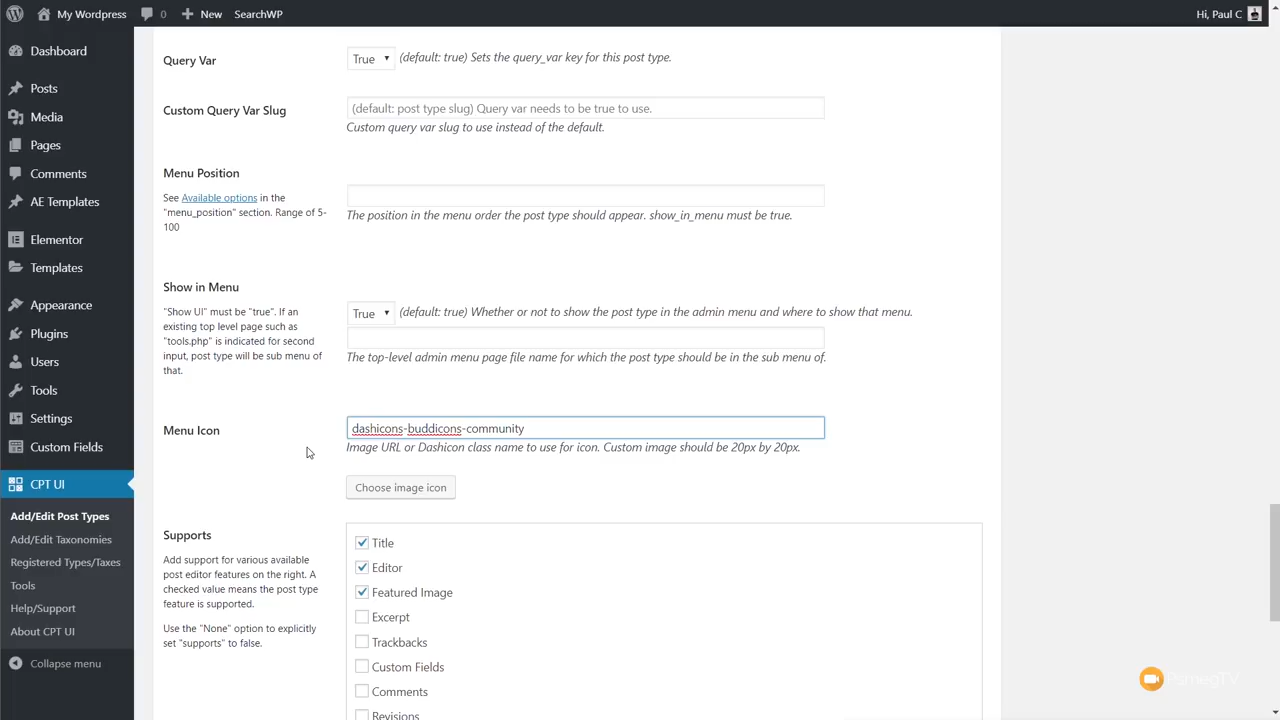 My Wordpress
0
New
SearchWP
Hi, Paul C
Dashboard
Posts
Media
Pages
Comments
AE Templates
Elementor
Templates
Appearance
Plugins
Users
Tools
Settings
Custom Fields
CPT UI
Add/Edit Post Types
Add/Edit Taxonomies
Registered Types/Taxes
Tools
Help/Support
About CPT UI
Collapse menu
Query Var
True
(default: true) Sets the query_var key for this post type.
Custom Query Var Slug
(default: post type slug) Query var needs to be true to use.
Custom query var slug to use instead of the default.
Menu Position
See Available options in the
"menu_position" section. Range of 5-
100
The position in the menu order the post type should appear. show_in_menu must be true.
Show in Menu
"Show UI" must be "true". If an
existing top level page such as
"tools.php" is indicated for second
input, post type will be sub menu of
that.
True
(default: true) Whether or not to show the post type in the admin menu and where to show that menu.
The top-level admin menu page file name for which the post type should be in the sub menu of.
Menu Icon
dashicons-buddicons-community
Image URL or Dashicon class name to use for icon. Custom image should be 20px by 20px.
Choose image icon
Supports
Add support for various available
post editor features on the right. A
checked value means the post type
feature is supported.
Use the "None" option to explicitly
set "supports" to false.
Title
Editor
Featured Image
Excerpt
Trackbacks
Custom Fields
Comments
Revisions
PsmegTV